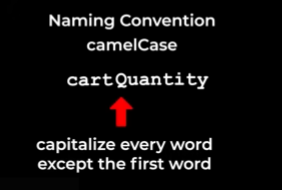 Naming Convention
camelCase
cartQuantity
capitalize every word
except the first word